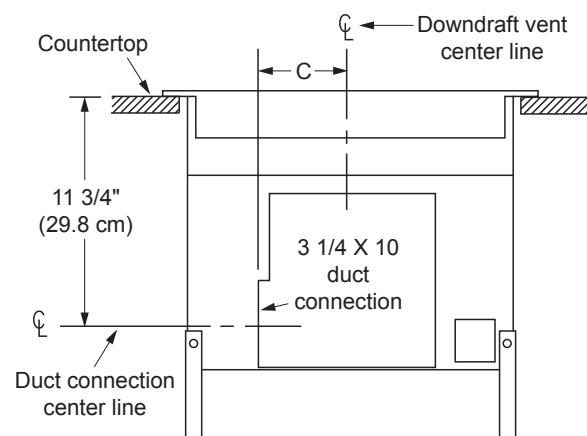 ℄
Downdraft vent
center line
Countertop
C
11 3/4"
(29.8 cm)
3 1/4 X 10
duct
connection
℄
Duct connection
center line